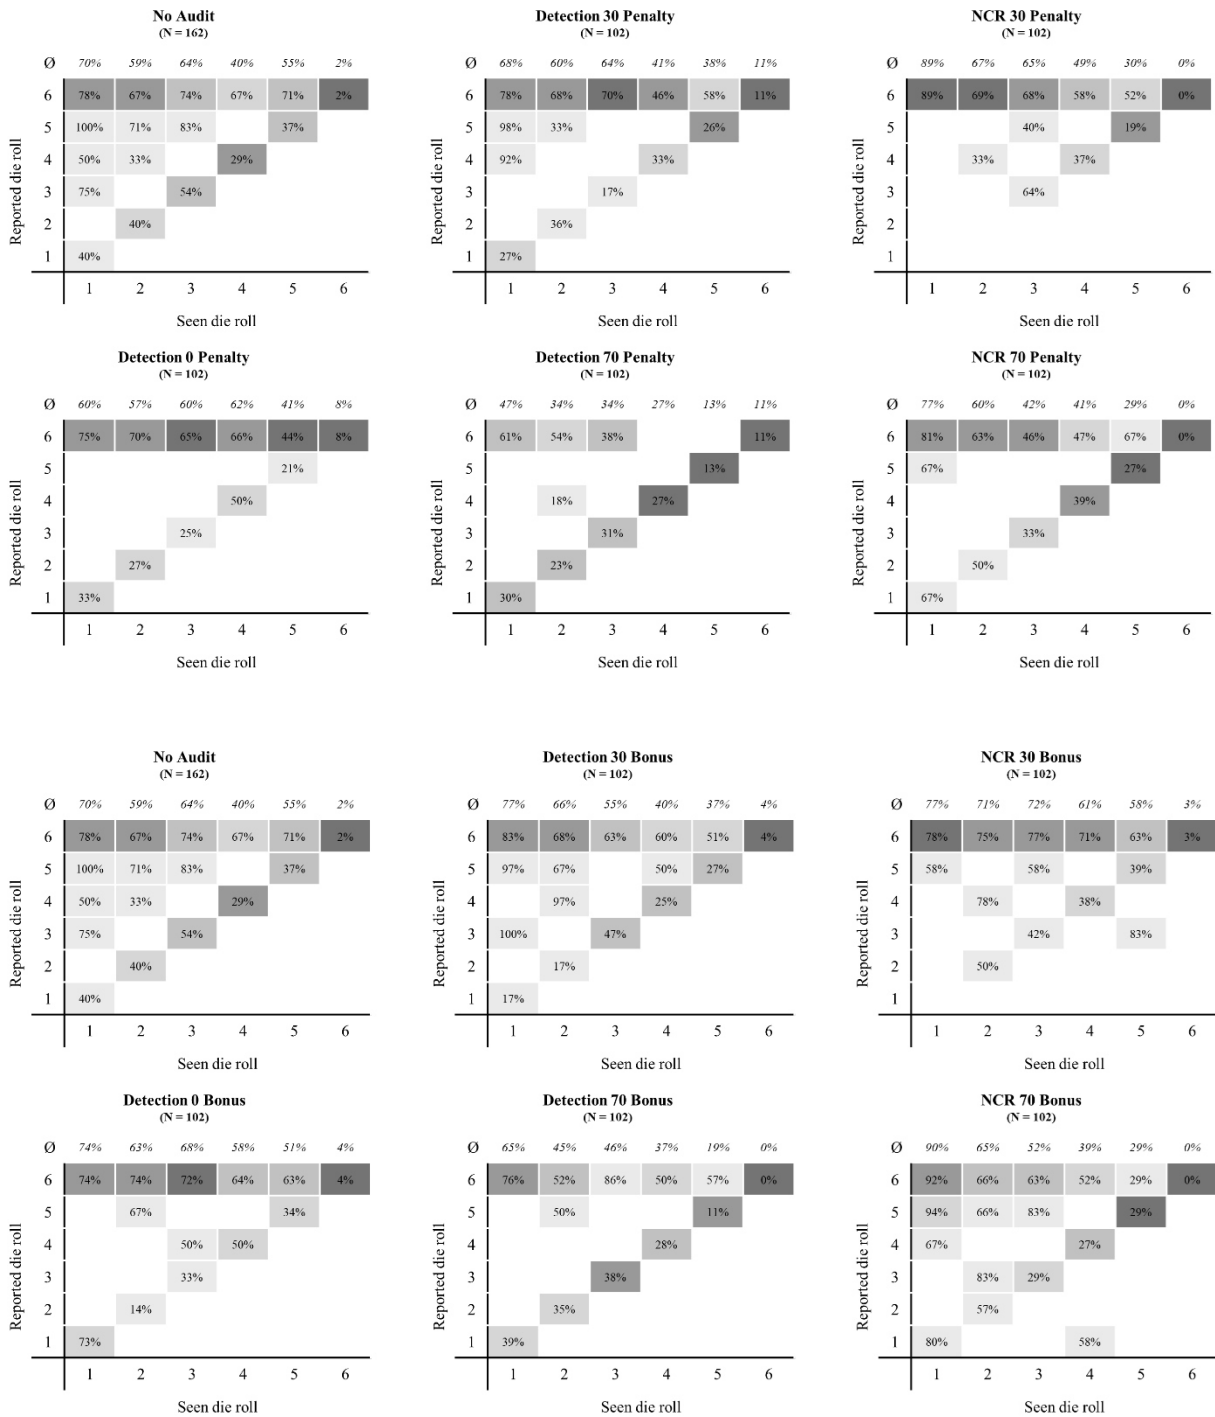 No Audit
(N = 162)
Ø 70% 59% 64% 40% 55% 2%
6 78% 67% 74% 67% 71% 2%
5 100% 71% 83% 37%
4 50% 33% 29%
3 75% 54%
2 40%
1 40%
1 2 3 4 5 6
Seen die roll
Reported die roll
Detection 30 Penalty
(N = 102)
Ø 68% 60% 64% 41% 38% 11%
6 78% 68% 70% 46% 58% 11%
5 98% 33% 26%
4 92% 33%
3 17%
2 36%
1 27%
1 2 3 4 5 6
Seen die roll
Reported die roll
NCR 30 Penalty
(N = 102)
Ø 89% 67% 65% 49% 30% 0%
6 89% 69% 68% 58% 52% 0%
5 40% 19%
4 33% 37%
3 64%
2
1
1 2 3 4 5 6
Seen die roll
Reported die roll
Detection 0 Penalty
(N = 102)
Ø 60% 57% 60% 62% 41% 8%
6 75% 70% 65% 66% 44% 8%
5 21%
4 50%
3 25%
2 27%
1 33%
1 2 3 4 5 6
Seen die roll
Reported die roll
Detection 70 Penalty
(N = 102)
Ø 47% 34% 34% 27% 13% 11%
6 61% 54% 38% 11%
5 13%
4 18% 27%
3 31%
2 23%
1 30%
1 2 3 4 5 6
Seen die roll
Reported die roll
NCR 70 Penalty
(N = 102)
Ø 77% 60% 42% 41% 29% 0%
6 81% 63% 46% 47% 67% 0%
5 67% 27%
4 39%
3 33%
2 50%
1 67%
1 2 3 4 5 6
Seen die roll
Reported die roll
No Audit
(N = 162)
Ø 70% 59% 64% 40% 55% 2%
6 78% 67% 74% 67% 71% 2%
5 100% 71% 83% 37%
4 50% 33% 29%
3 75% 54%
2 40%
1 40%
1 2 3 4 5 6
Seen die roll
Reported die roll
Detection 30 Bonus
(N = 102)
Ø 77% 66% 55% 40% 37% 4%
6 83% 68% 63% 60% 51% 4%
5 97% 67% 50% 27%
4 97% 25%
3 100% 47%
2 17%
1 17%
1 2 3 4 5 6
Seen die roll
Reported die roll
NCR 30 Bonus
(N = 102)
Ø 77% 71% 72% 61% 58% 3%
6 78% 75% 77% 71% 63% 3%
5 58% 58% 39%
4 78% 38%
3 42% 83%
2 50%
1
1 2 3 4 5 6
Seen die roll
Reported die roll
Detection 0 Bonus
(N = 102)
Ø 74% 63% 68% 58% 51% 4%
6 74% 74% 72% 64% 63% 4%
5 67% 34%
4 50% 50%
3 33%
2 14%
1 73%
1 2 3 4 5 6
Seen die roll
Reported die roll
Detection 70 Bonus
(N = 102)
Ø 65% 45% 46% 37% 19% 0%
6 76% 52% 86% 50% 57% 0%
5 50% 11%
4 28%
3 38%
2 35%
1 39%
1 2 3 4 5 6
Seen die roll
Reported die roll
NCR 70 Bonus
(N = 102)
Ø 90% 65% 52% 39% 29% 0%
6 92% 66% 63% 52% 29% 0%
5 94% 66% 83% 29%
4 67% 27%
3 83% 29%
2 57%
1 80% 58%
1 2 3 4 5 6
Seen die roll
Reported die roll